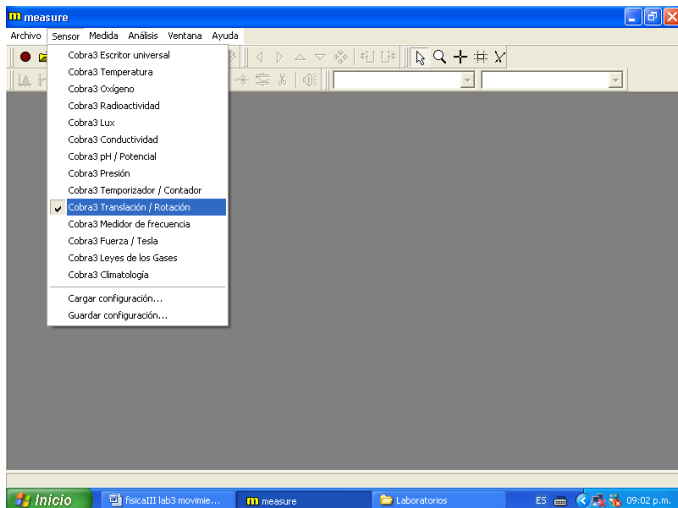 m measure
Archivo Sensor Medida Análisis Ventana Ayuda
Cobra3 Escritor universal
Cobra3 Temperatura
Cobra3 Oxígeno
Cobra3 Radioactividad
Cobra3 Lux
Cobra3 Conductividad
Cobra3 pH / Potencial
Cobra3 Presión
Cobra3 Temporizador / Contador
Cobra3 Translación / Rotación
Cobra3 Medidor de frecuencia
Cobra3 Fuerza / Tesla
Cobra3 Leyes de los Gases
Cobra3 Climatología
Cargar configuración...
Guardar configuración...
Inicio fisicaIII lab3 movimie... m measure Laboratorios ES 09:02 p.m.